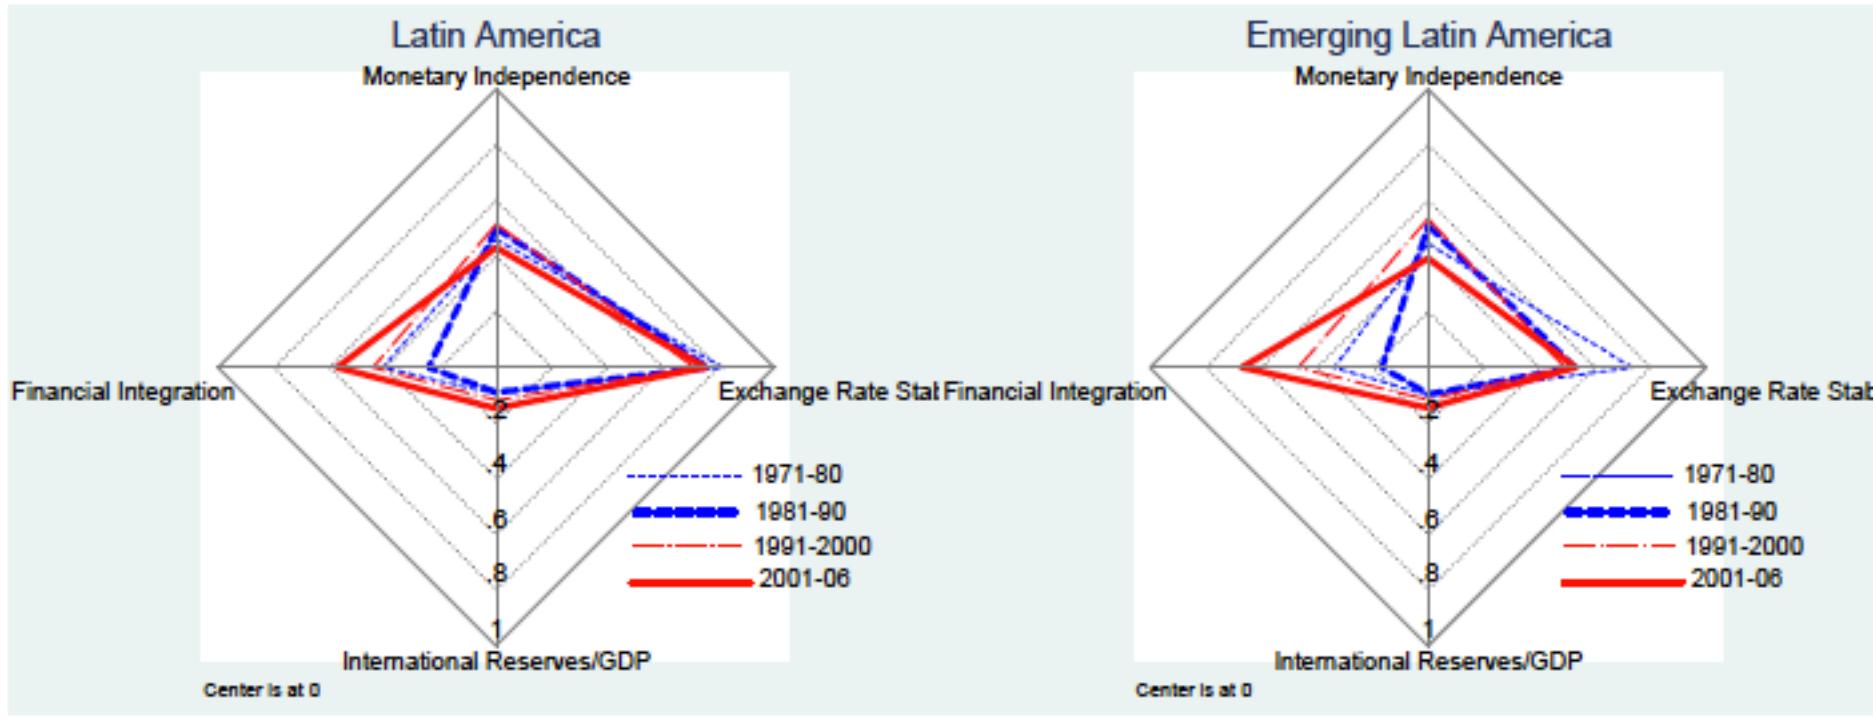 Latin America
Monetary Independence
Financial Integration
Exchange Rate Stab
.2
.4
.6
.8
1
1971-80
1981-90
1991-2000
2001-06
International Reserves/GDP
Center is at 0
Emerging Latin America
Monetary Independence
Financial Integration
Exchange Rate Stab
.2
.4
.6
.8
1
1971-80
1981-90
1991-2000
2001-06
International Reserves/GDP
Center is at 0